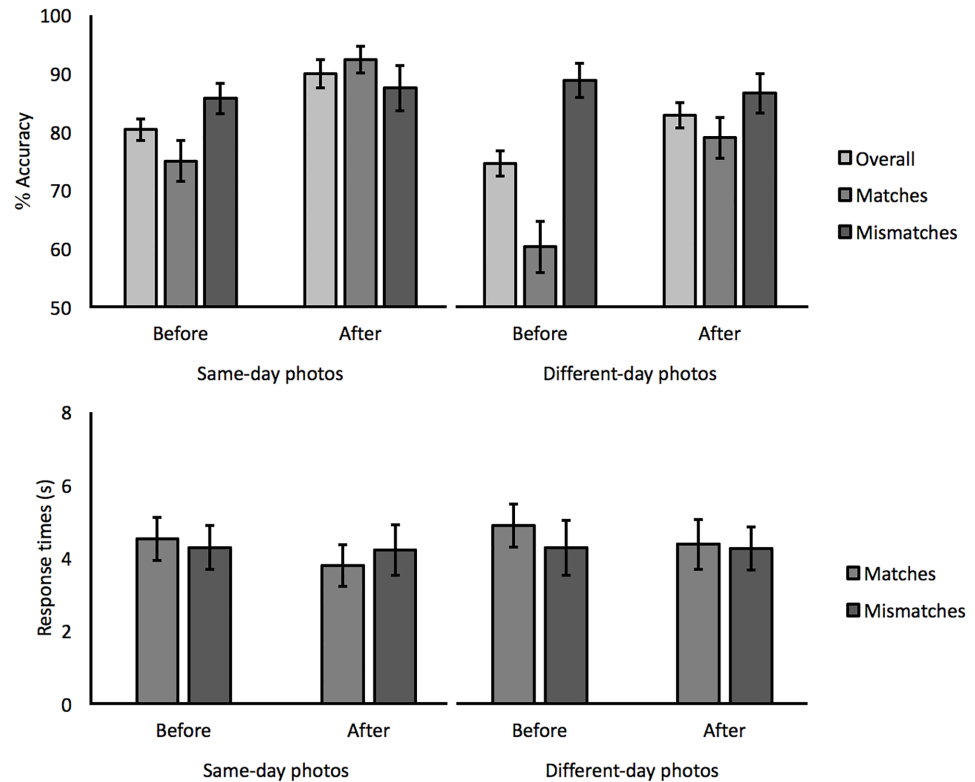 100
90
80
70
60
50
% Accuracy
Before
After
Before
After
Same-day photos
Different-day photos
Overall
Matches
Mismatches
8
6
4
2
0
Response times (s)
Before
After
Before
After
Same-day photos
Different-day photos
Matches
Mismatches